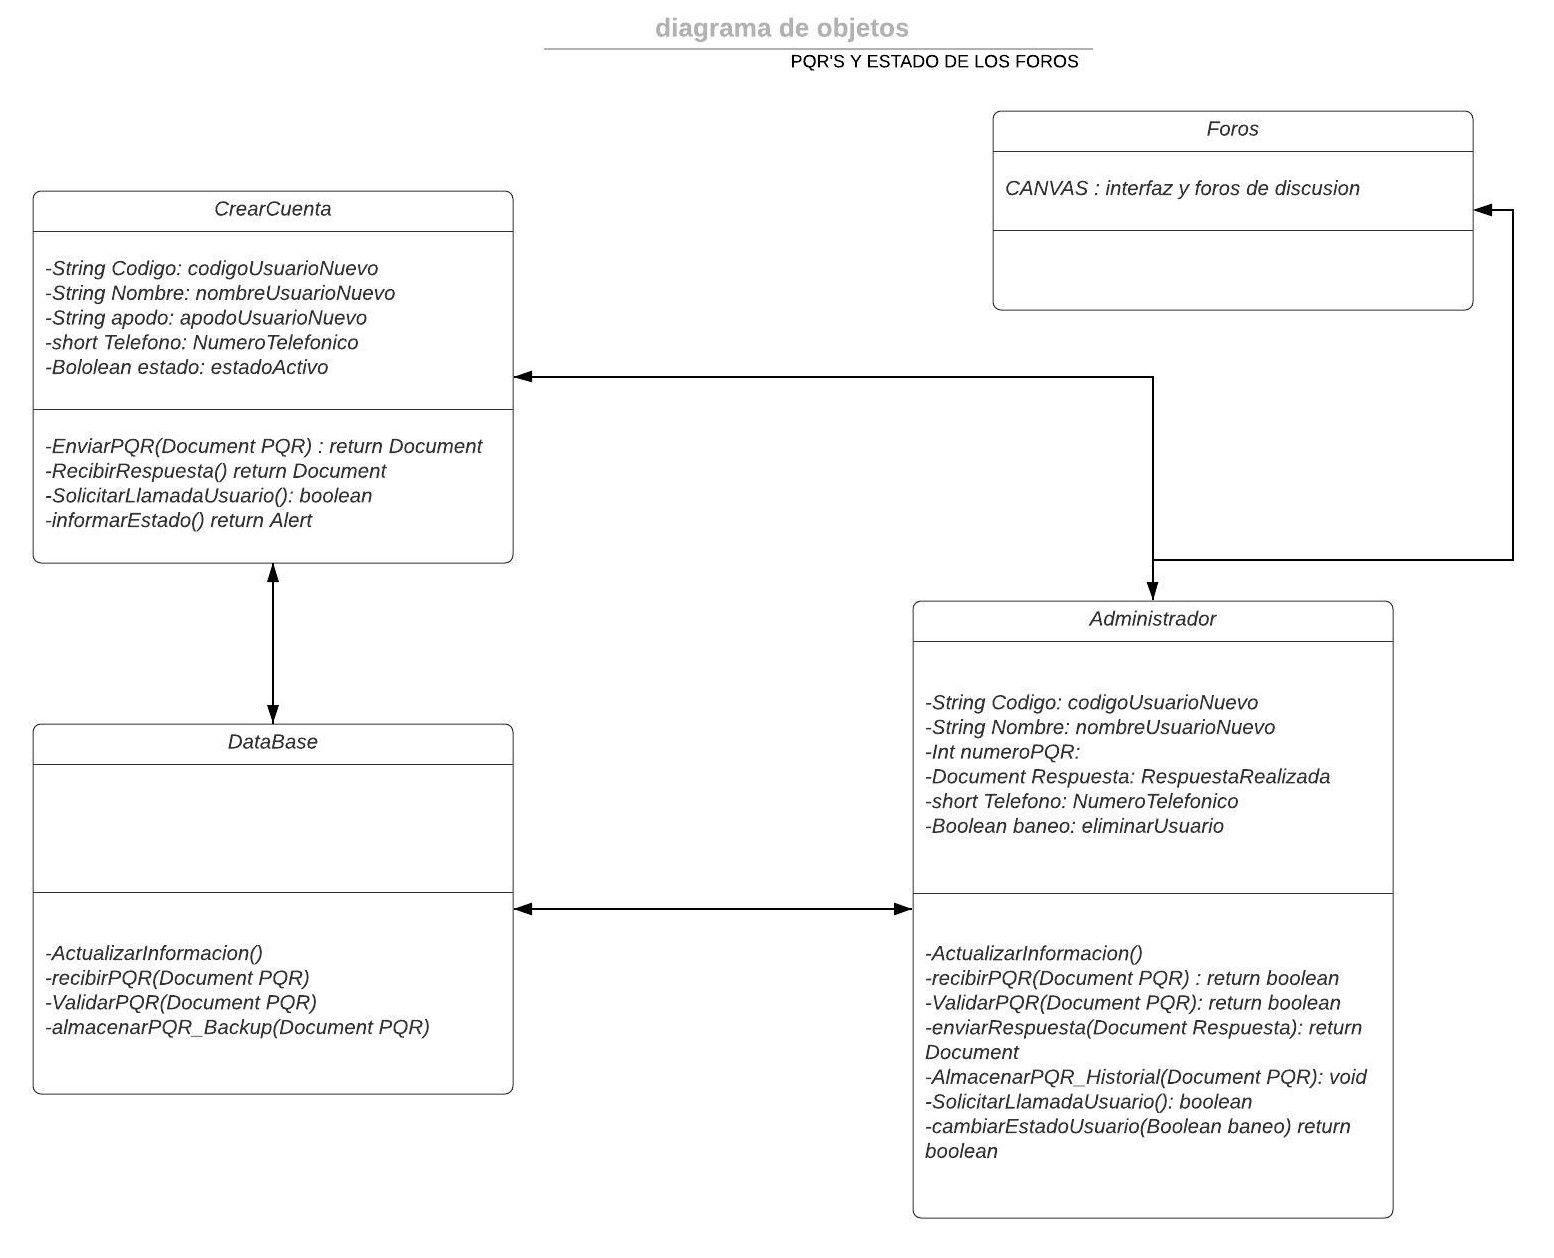 diagrama de objetos
PQR'S Y ESTADO DE LOS FOROS
Foros
CANVAS : interfaz y foros de discusion
CrearCuenta
-String Codigo: codigoUsuarioNuevo
-String Nombre: nombreUsuarioNuevo
-String apodo: apodoUsuarioNuevo
-short Telefono: NumeroTelefonico
-Bololean estado: estadoActivo
-EnviarPQR(Document PQR) : return Document
-RecibirRespuesta() return Document
-SolicitarLlamadaUsuario(): boolean
-informarEstado() return Alert
DataBase
-ActualizarInformacion()
-recibirPQR(Document PQR)
-ValidarPQR(Document PQR)
-almacenarPQR_Backup(Document PQR)
Administrador
-String Codigo: codigoUsuarioNuevo
-String Nombre: nombreUsuarioNuevo
-Int numeroPQR:
-Document Respuesta: RespuestaRealizada
-short Telefono: NumeroTelefonico
-Boolean baneo: eliminarUsuario
-ActualizarInformacion()
-recibirPQR(Document PQR) : return boolean
-ValidarPQR(Document PQR): return boolean
-enviarRespuesta(Document Respuesta): return
Document
-AlmacenarPQR_Historial(Document PQR): void
-SolicitarLlamadaUsuario(): boolean
-cambiarEstadoUsuario(Boolean baneo) return
boolean